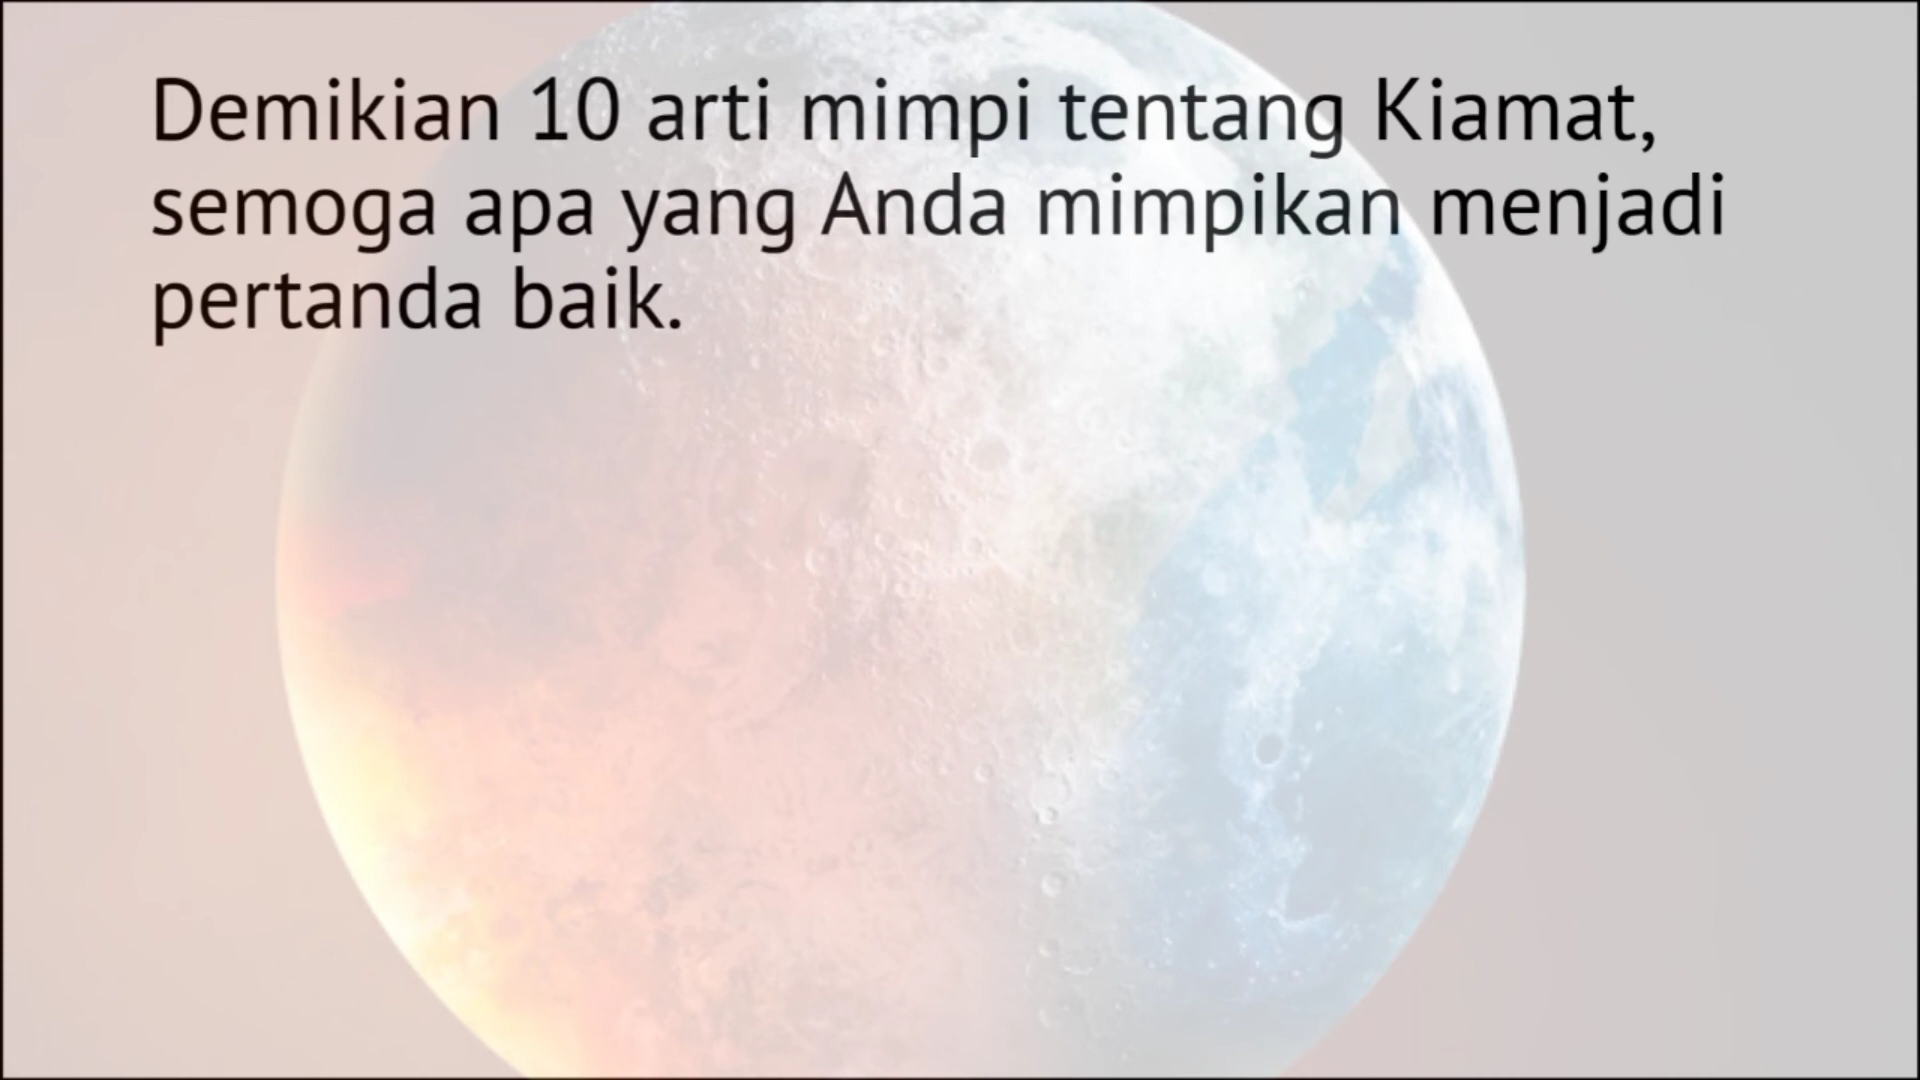 Demikian 10 arti mimpi tentang Kiamat,
semoga apa yang Anda mimpikan menjadi
pertanda baik.